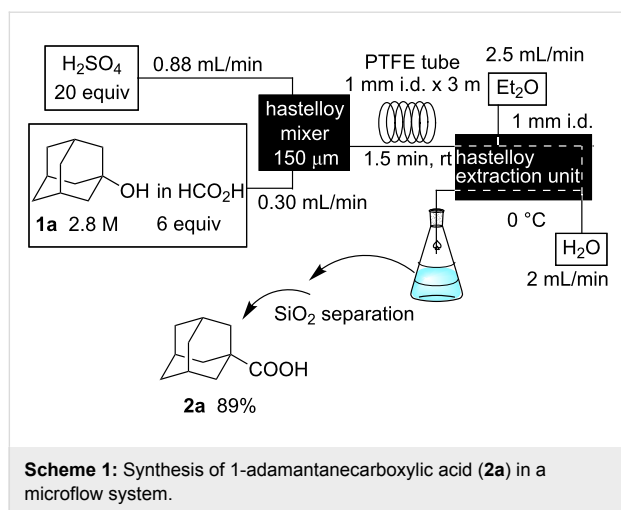 H2SO4
20 equiv
0.88 mL/min
hastelloy
mixer
150 μm
PTFE tube
1 mm i.d. x 3 m
1.5 min, rt
2.5 mL/min
Et2O
1 mm i.d.
hastelloy
extraction unit
0 °C
H2O
2 mL/min
OH in HCO2H
1a 2.8 M 6 equiv
0.30 mL/min
SiO2 separation
COOH
2a 89%
Scheme 1: Synthesis of 1-adamantanecarboxylic acid (2a) in a
microflow system.